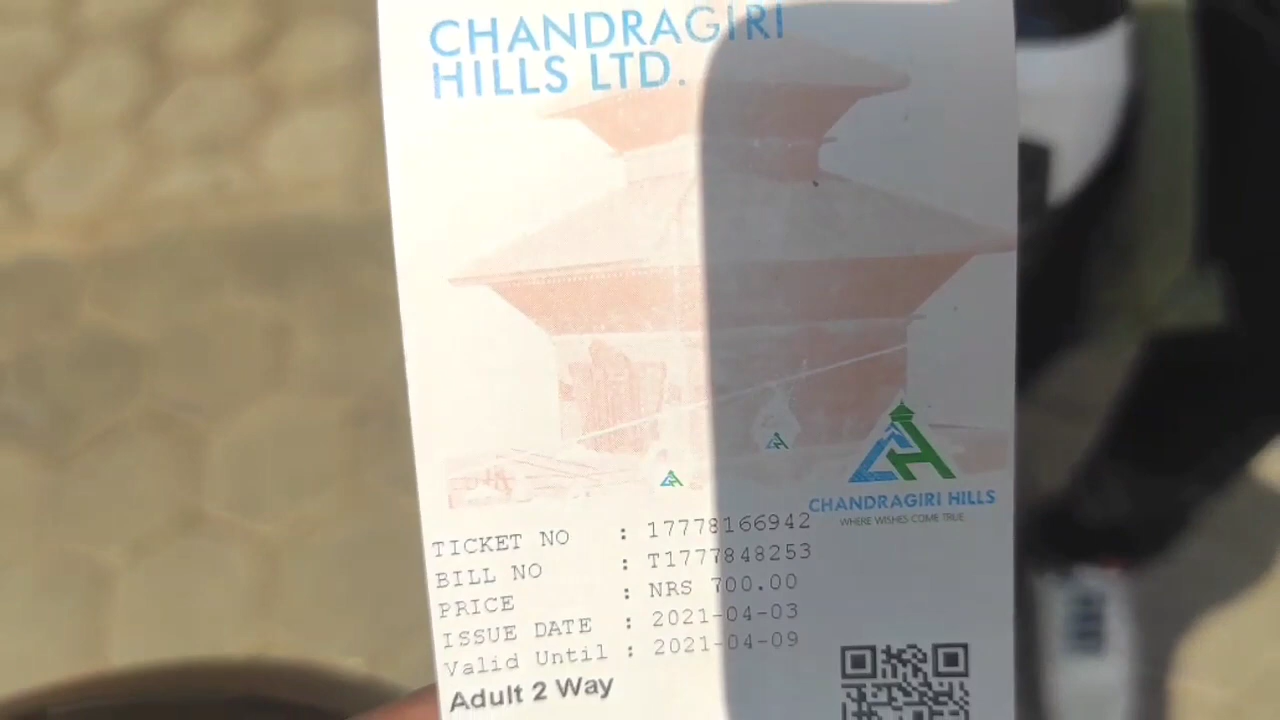 CHANDRAGIRI
HILLS LTD.
CHANDRAGIRI HILLS
WHERE WISHES COME TRUE
TICKET NO : 17778166942
BILL NO : T1777848253
PRICE : NRS 700.00
ISSUE DATE : 2021-04-03
Valid Until : 2021-04-09
Adult 2 Way